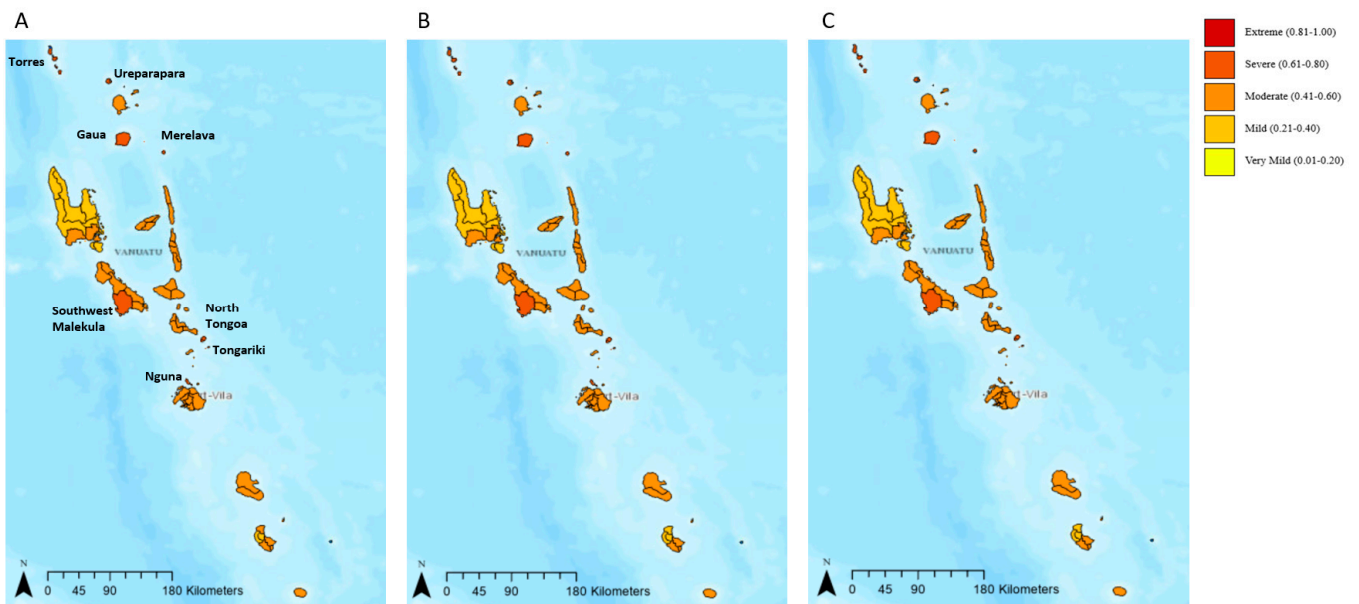 A
B
C
Torres
Ureparapara
Gaua
Merelava
VANUATU
Southwest
Malekula
North
Tongoa
Tongariki
Nguna
rt-Vila
N
0 45 90 180 Kilometers
VANUATU
rt-Vila
N
0 45 90 180 Kilometers
VANUATU
rt-Vila
N
0 45 90 180 Kilometers
Extreme (0.81-1.00)
Severe (0.61-0.80)
Moderate (0.41-0.60)
Mild (0.21-0.40)
Very Mild (0.01-0.20)